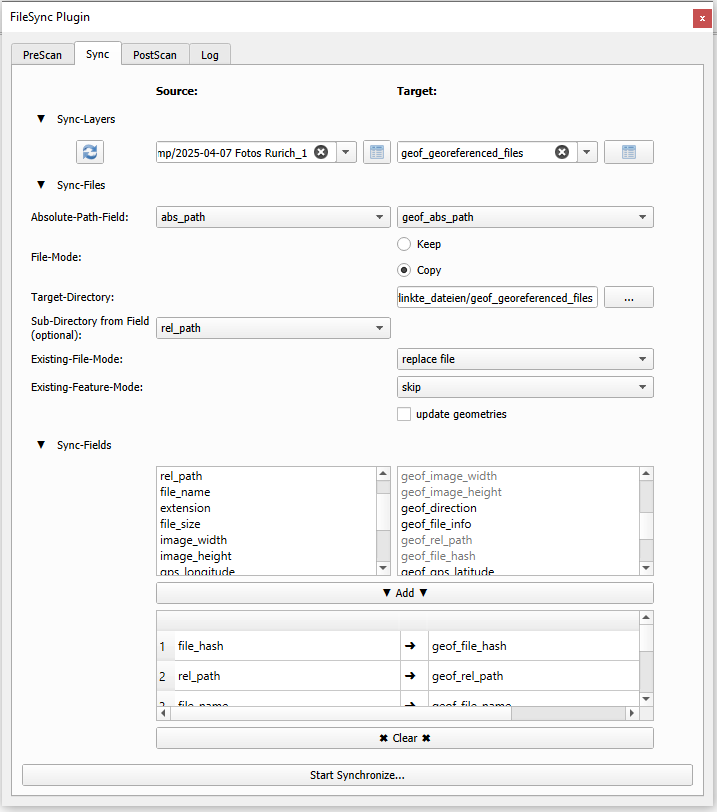 FileSync Plugin
x
PreScan Sync PostScan Log
Source: Target:
▼ Sync-Layers
mp/2025-04-07 Fotos Rurich_1 geof_georeferenced_files
▼ Sync-Files
Absolute-Path-Field: abs_path geof_abs_path
Keep
File-Mode:
Copy
Target-Directory: linkte_dateien/geof_georeferenced_files ...
Sub-Directory from Field
(optional): rel_path
Existing-File-Mode: replace file
Existing-Feature-Mode: skip
update geometries
▼ Sync-Fields
rel_path geof_image_width
file_name geof_image_height
extension geof_direction
file_size geof_file_info
image_width geof_rel_path
image_height geof_file_hash
gps_longitude geof_gps_latitude
▼ Add ▼
1 file_hash ➜ geof_file_hash
2 rel_path ➜ geof_rel_path
3 file_name ➜ geof_file_name
✖ Clear ✖
Start Synchronize...